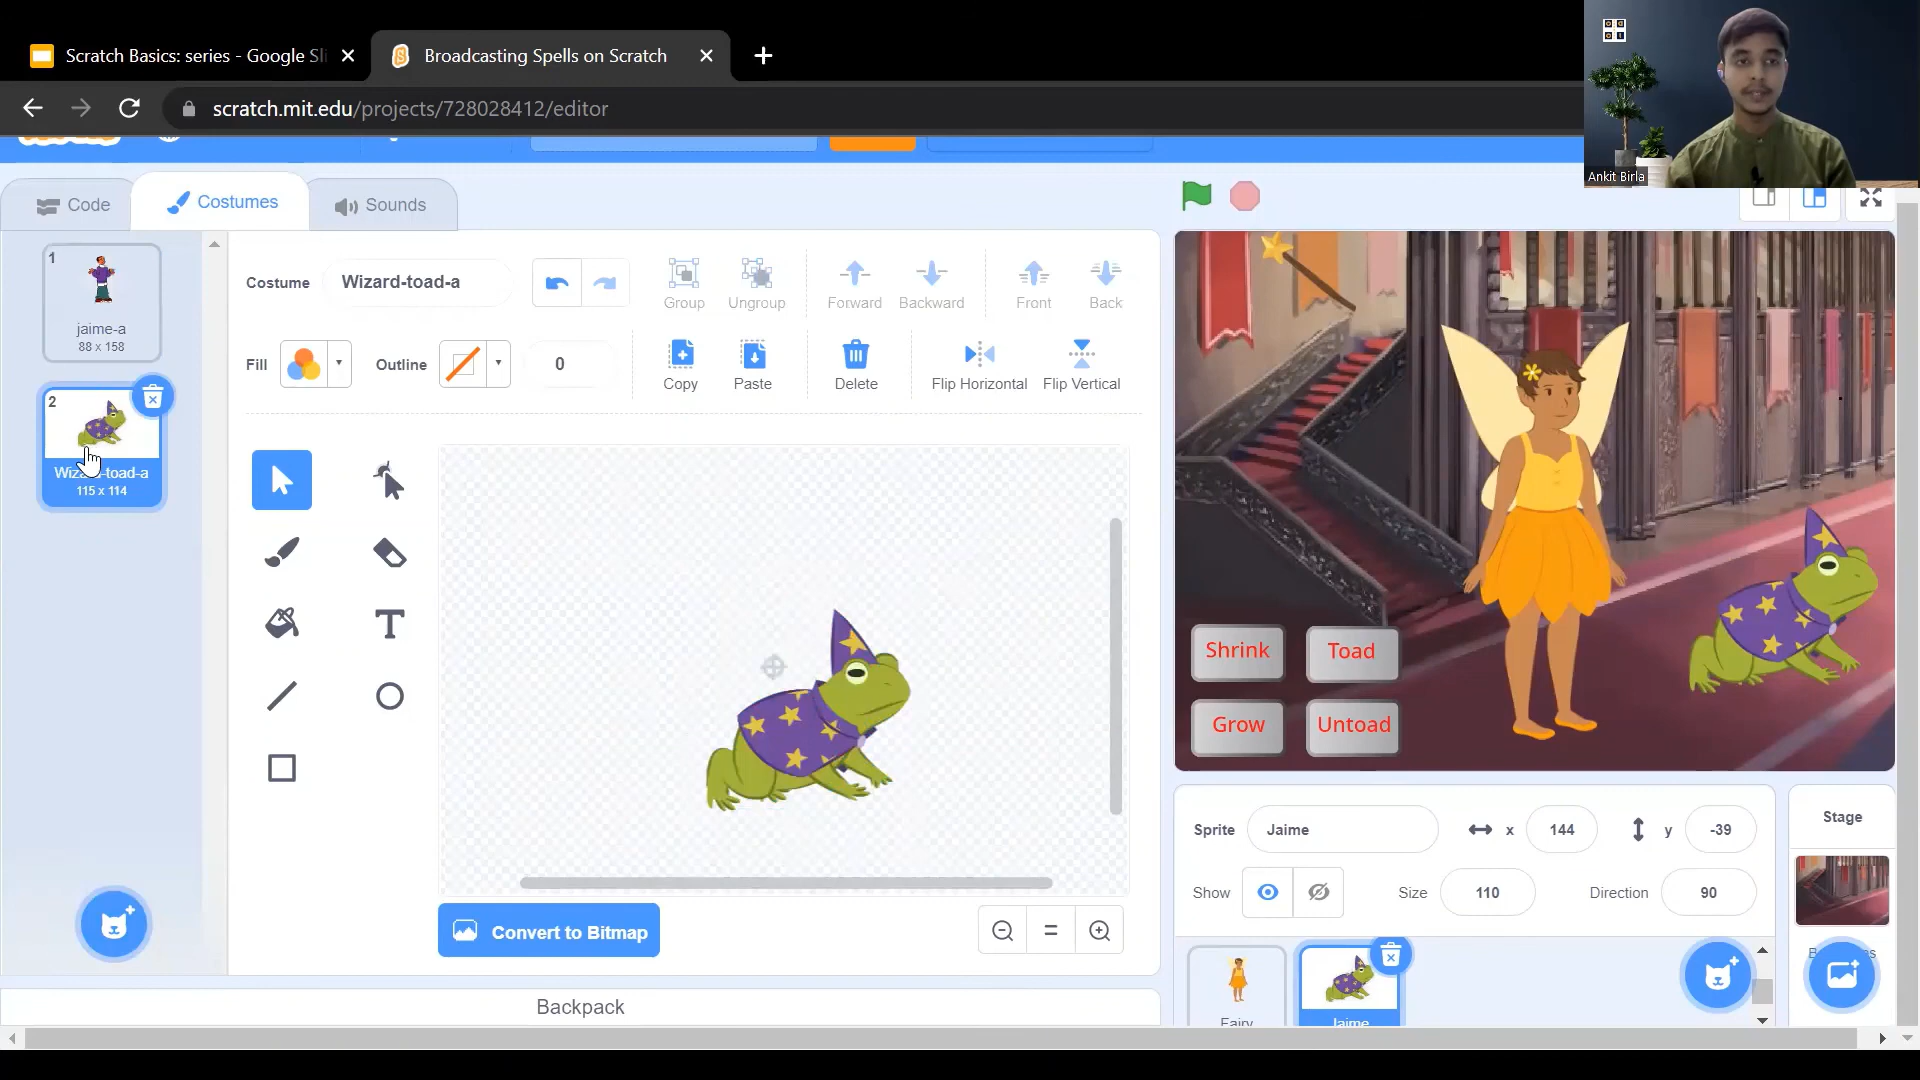 Scratch Basics: series - Google Sli
Broadcasting Spells on Scratch
scratch.mit.edu/projects/728028412/editor
Ankit Birla
Code
Costumes
Sounds
1
jaime-a
88 x 158
2
Wizard-toad-a
115 x 114
Costume
Wizard-toad-a
Group
Ungroup
Forward
Backward
Front
Back
Fill
Outline
0
Copy
Paste
Delete
Flip Horizontal
Flip Vertical
Convert to Bitmap
Backpack
Shrink
Toad
Grow
Untoad
Sprite
Jaime
x
144
y
-39
Show
Size
110
Direction
90
Fairy
Jaime
Stage